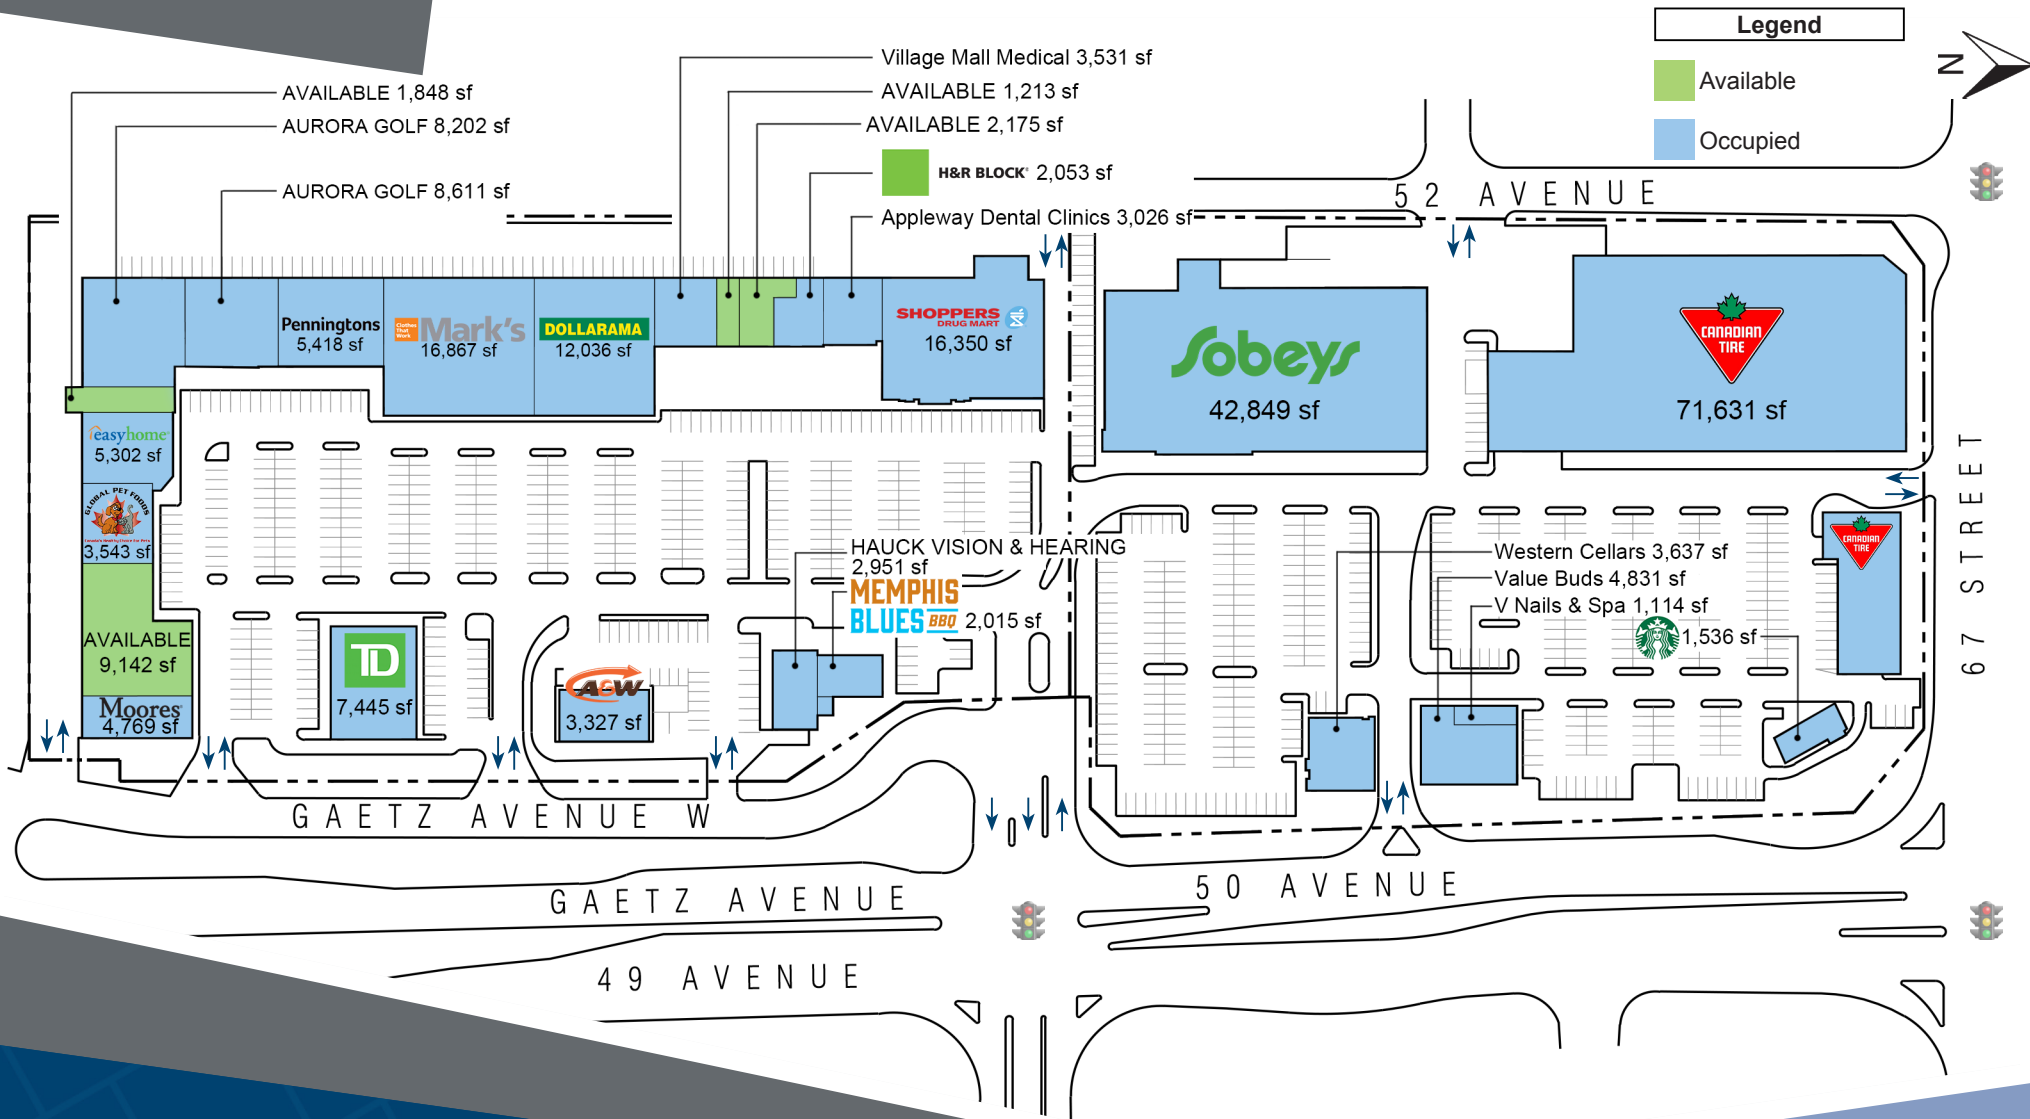 Legend
Available
Occupied
N
Village Mall Medical 3,531 sf
AVAILABLE 1,848 sf
AVAILABLE 1,213 sf
AURORA GOLF 8,202 sf
AVAILABLE 2,175 sf
H&R BLOCK® 2,053 sf
AURORA GOLF 8,611 sf
Appleway Dental Clinics 3,026 sf
52 AVENUE
Penningtons
5,418 sf
Clothes
That
Work
Mark's
16,867 sf
DOLLARAMA
12,036 sf
SHOPPERS
DRUG MART
16,350 sf
Sobeys
42,849 sf
CANADIAN
TIRE
71,631 sf
easyhome
5,302 sf
GLOBAL PET FOODS
3,543 sf
AVAILABLE
9,142 sf
Moores
4,769 sf
TD
7,445 sf
A&W
3,327 sf
HAUCK VISION & HEARING
2,951 sf
MEMPHIS
BLUES BBQ 2,015 sf
Western Cellars 3,637 sf
Value Buds 4,831 sf
V Nails & Spa 1,114 sf
1,536 sf
CANADIAN
TIRE
67 STREET
GAETZ AVENUE W
GAETZ AVENUE
50 AVENUE
49 AVENUE